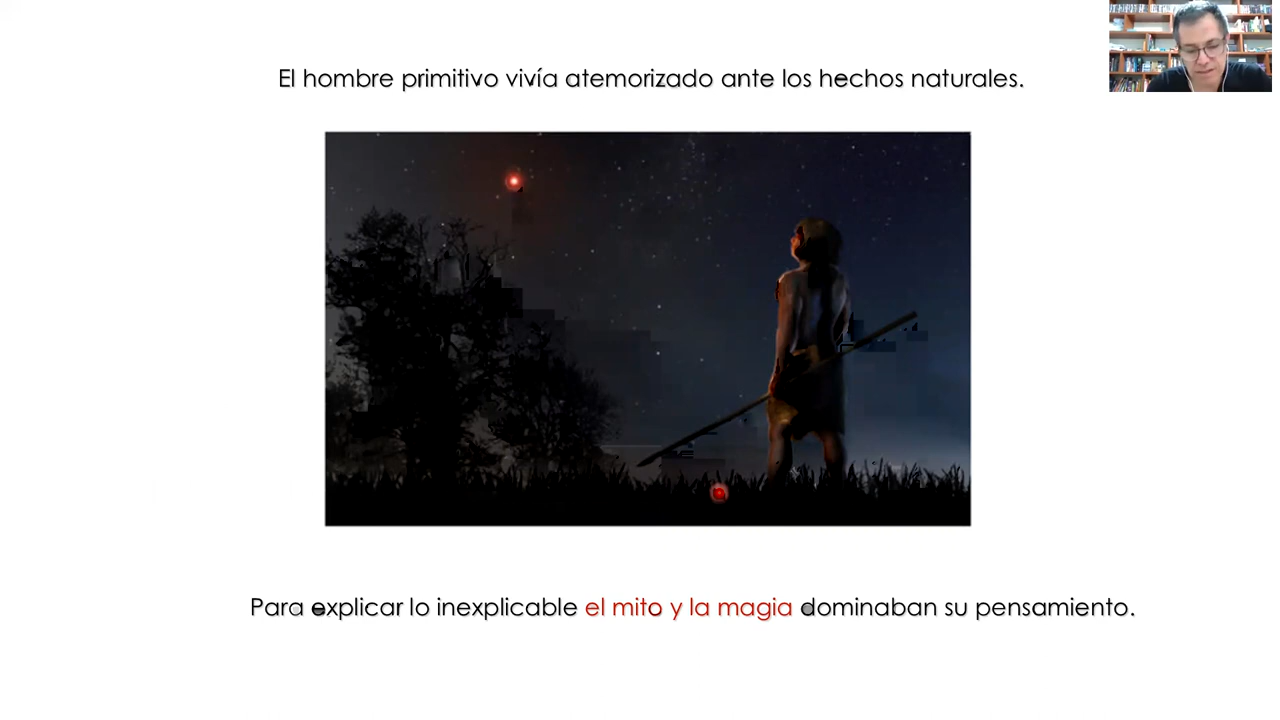 El hombre primitivo vivía atemorizado ante los hechos naturales.
Para explicar lo inexplicable el mito y la magia dominaban su pensamiento.